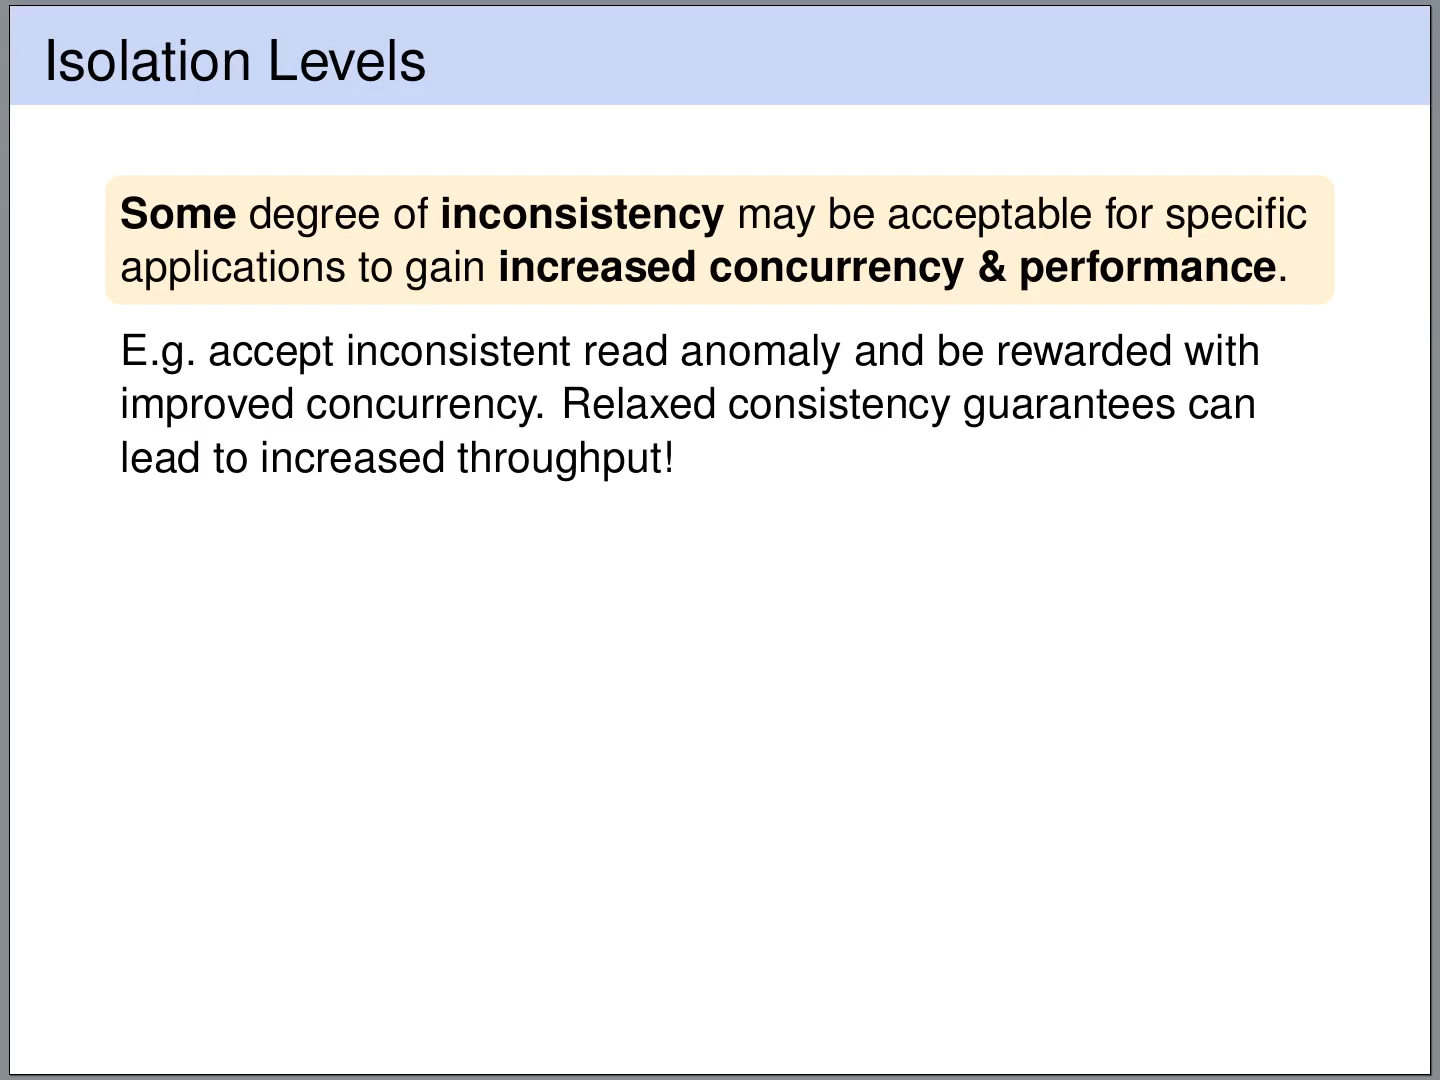 Isolation Levels
Some degree of inconsistency may be acceptable for specific
applications to gain increased concurrency & performance.
E.g. accept inconsistent read anomaly and be rewarded with
improved concurrency. Relaxed consistency guarantees can
lead to increased throughput!